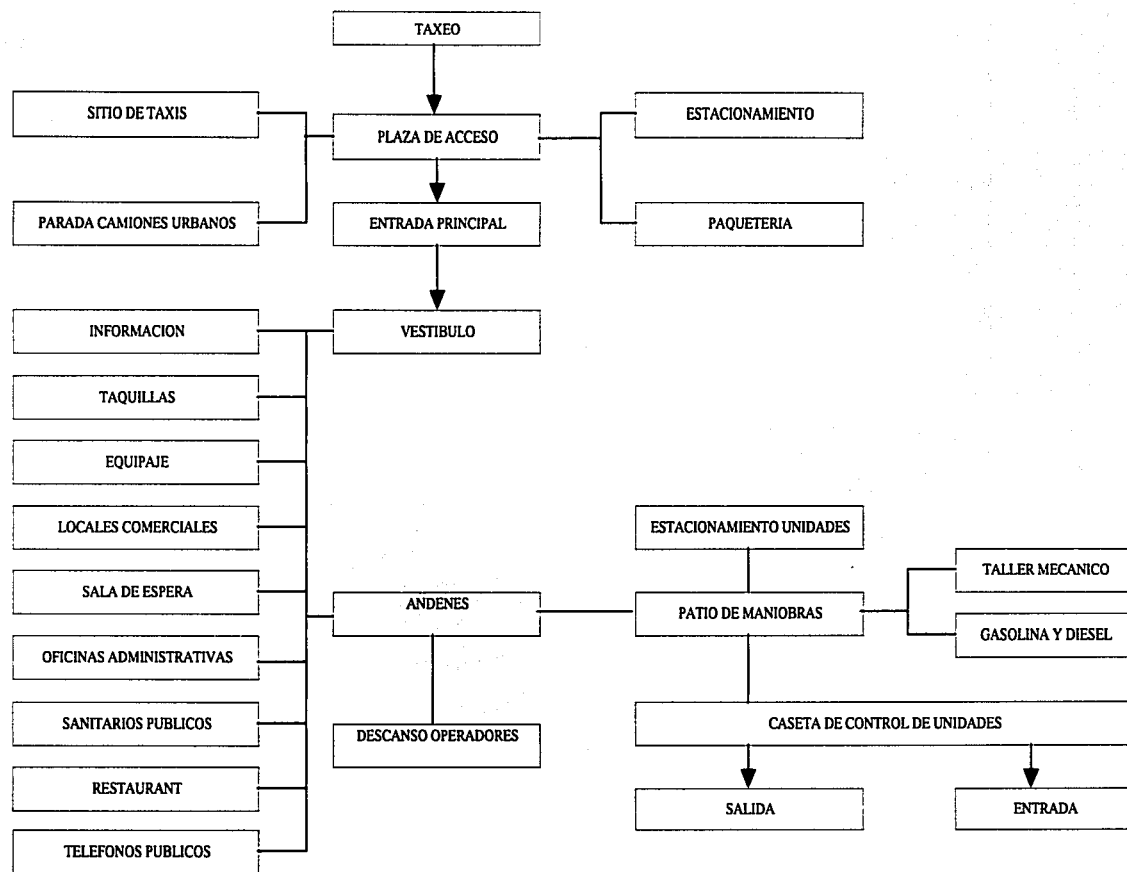 TAXEO
SITIO DE TAXIS
ESTACIONAMIENTO
PLAZA DE ACCESO
PARADA CAMIONES URBANOS
ENTRADA PRINCIPAL
PAQUETERIA
INFORMACION
VESTIBULO
TAQUILLAS
EQUIPAJE
LOCALES COMERCIALES
ESTACIONAMIENTO UNIDADES
TALLER MECANICO
SALA DE ESPERA
ANDENES
PATIO DE MANIOBRAS
GASOLINA Y DIESEL
OFICINAS ADMINISTRATIVAS
SANITARIOS PUBLICOS
DESCANSO OPERADORES
CASETA DE CONTROL DE UNIDADES
RESTAURANT
SALIDA
ENTRADA
TELEFONOS PUBLICOS